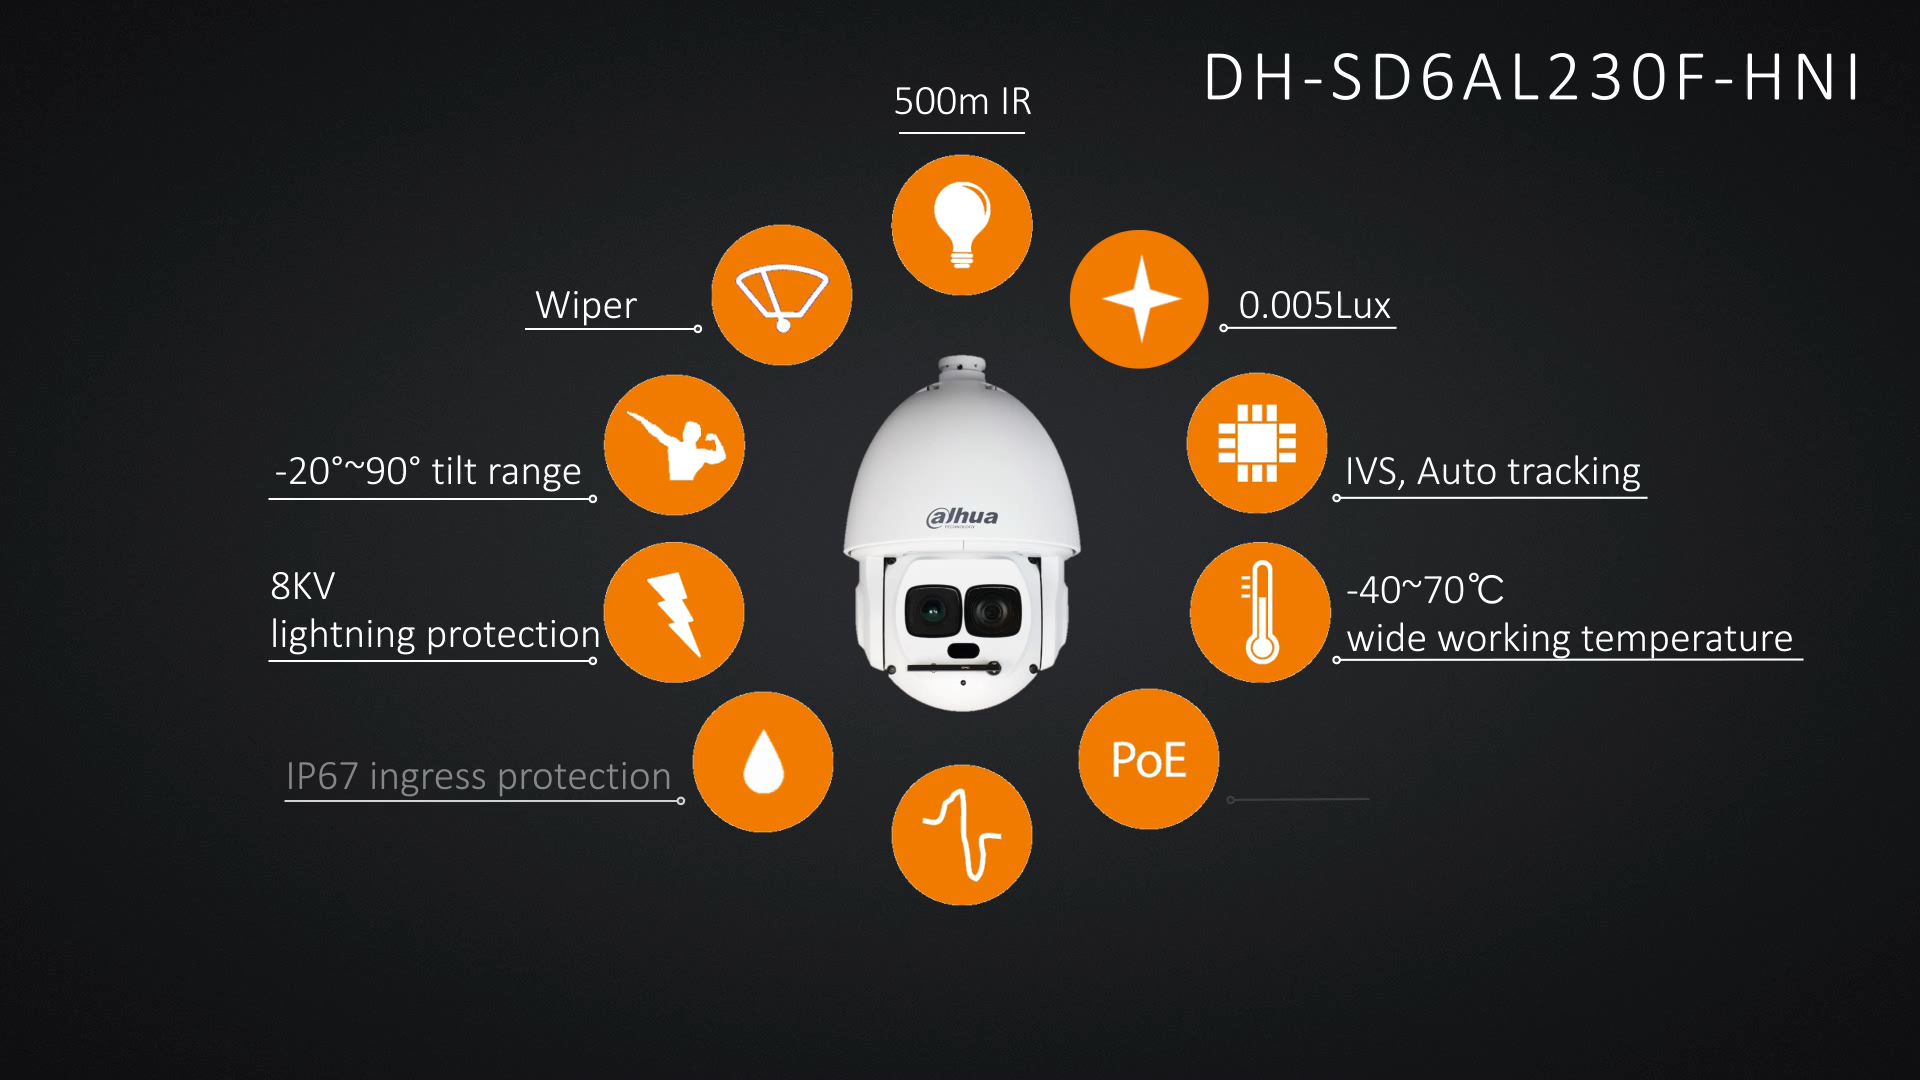 DH-SD6AL230F-HNI
500m IR
Wiper
0.005Lux
-20°~90° tilt range
IVS, Auto tracking
alhua
TECHNOLOGY
8KV
lightning protection
-40~70℃
wide working temperature
IP67 ingress protection
PoE